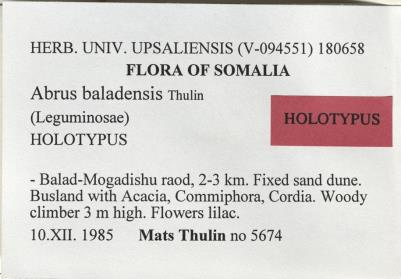 HERB. UNIV. UPSALIENSIS (V-094551) 180658
FLORA OF SOMALIA
Abrus baladensis Thulin
(Leguminosae)
HOLOTYPUS
HOLOTYPUS
- Balad-Mogadishu raod, 2-3 km. Fixed sand dune.
Busland with Acacia, Commiphora, Cordia. Woody
climber 3 m high. Flowers lilac.
10.XII. 1985 Mats Thulin no 5674